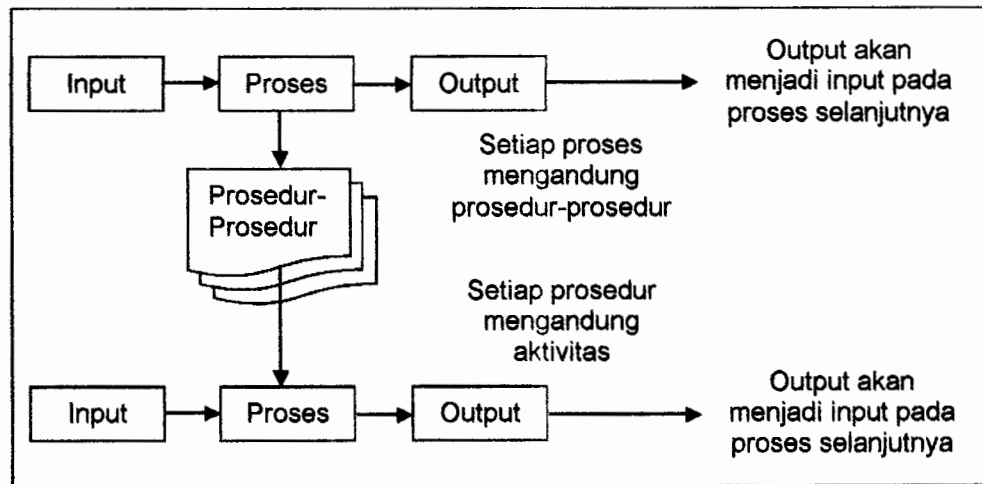 Input
Proses
Output
Output akan
menjadi input pada
proses selanjutnya
Setiap proses
mengandung
prosedur-prosedur
Prosedur-
Prosedur
Setiap prosedur
mengandung
aktivitas
Input
Proses
Output
Output akan
menjadi input pada
proses selanjutnya